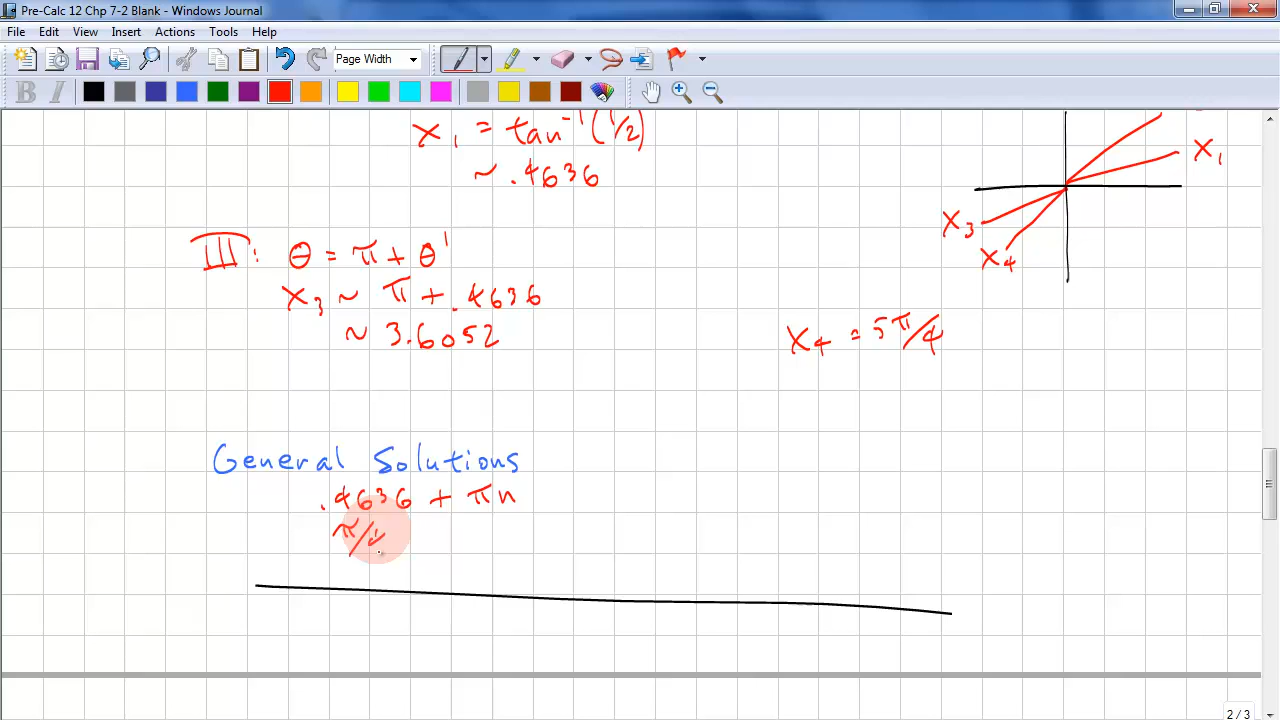 Pre-Calc 12 Chp 7-2 Blank - Windows Journal
File Edit View Insert Actions Tools Help
Page Width
B I
x₁ = tan⁻¹(1/2)
~ .4636
x₁
III: θ = π + θ'
x₃
x₄
x₃ ~ π + .4636
~ 3.6052
x₄ = 5π/4
General Solutions
.4636 + πn
2 / 3